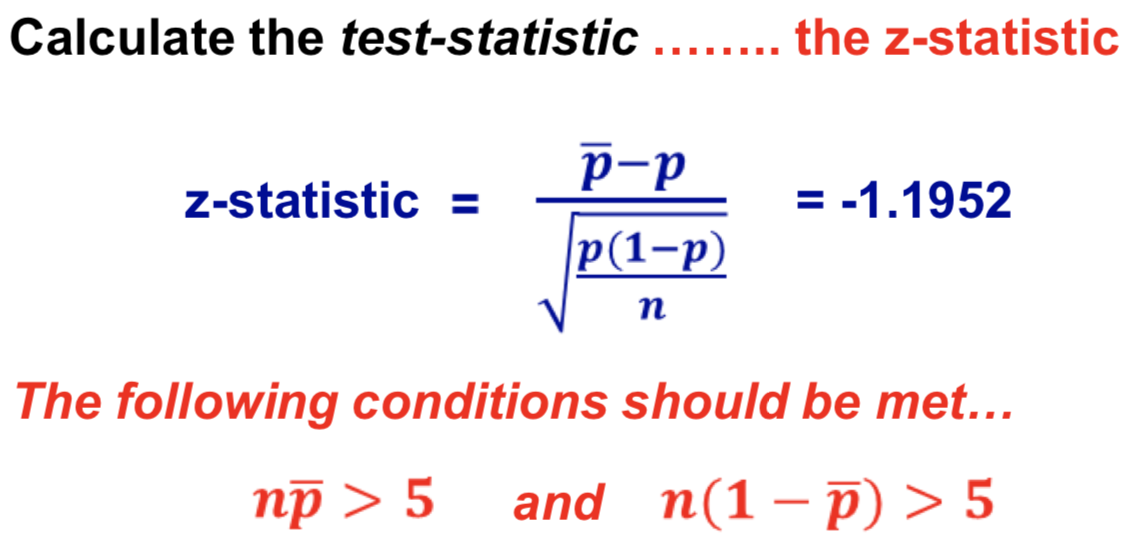 Calculate the test-statistic ........ the z-statistic
z-statistic = p̅−p / √(p(1−p) / n) = -1.1952
The following conditions should be met…
np̅ > 5 and n(1 − p̅) > 5